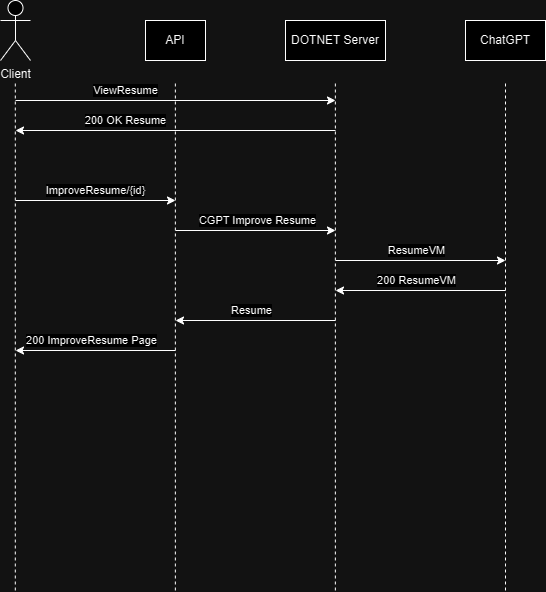 API
DOTNET Server
ChatGPT
Client
ViewResume
200 OK Resume
ImproveResume/{id}
CGPT Improve Resume
ResumeVM
200 ResumeVM
Resume
200 ImproveResume Page